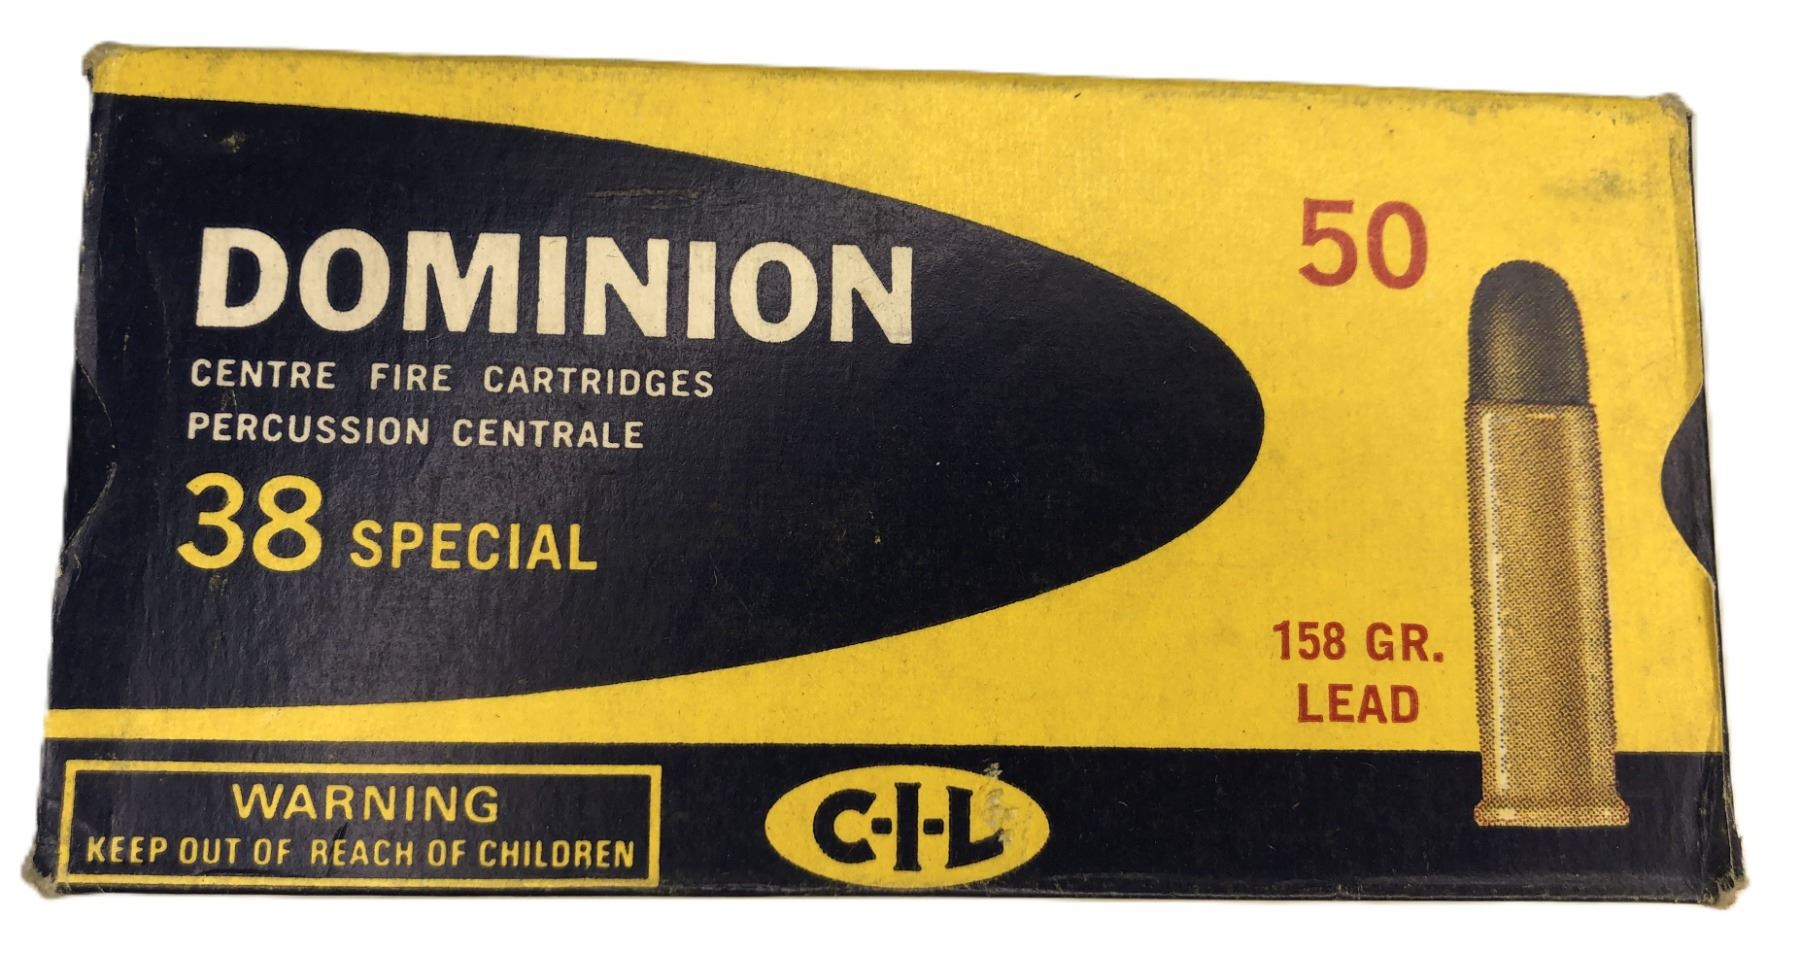 DOMINION
CENTRE FIRE CARTRIDGES
PERCUSSION CENTRALE
38 SPECIAL
50
158 GR.
LEAD
WARNING
KEEP OUT OF REACH OF CHILDREN
C-I-L